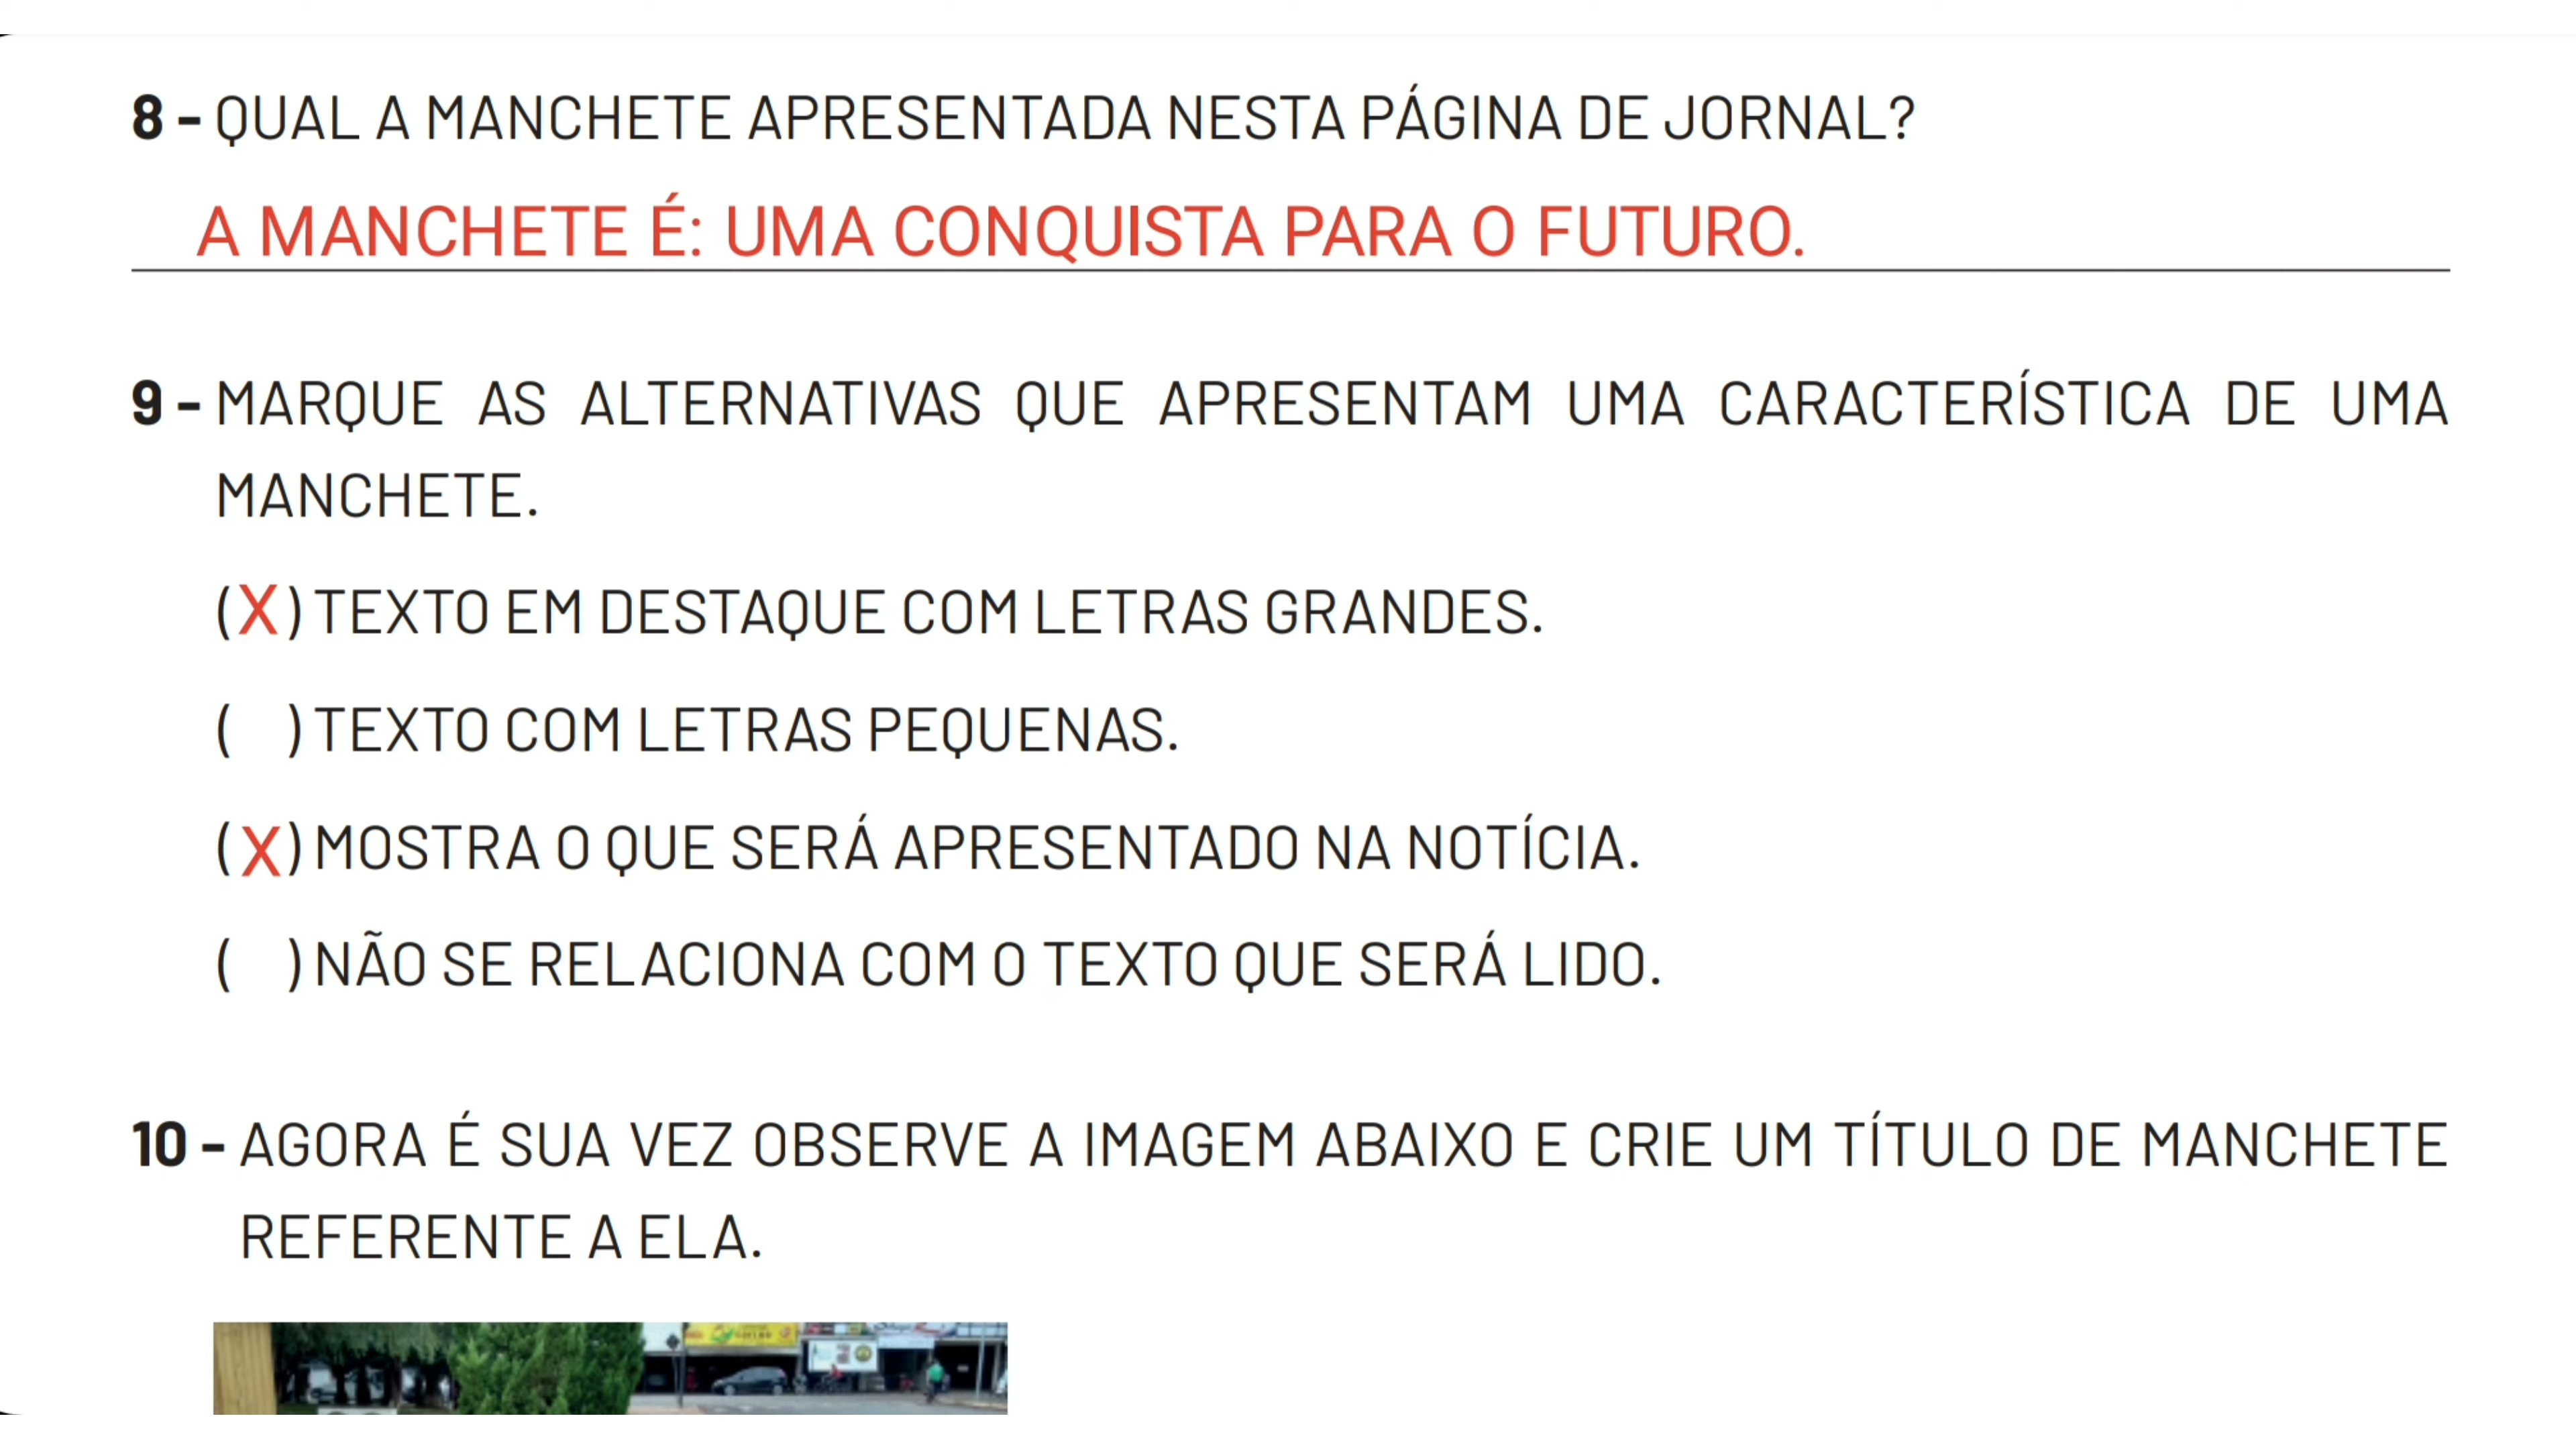 8 - QUAL A MANCHETE APRESENTADA NESTA PÁGINA DE JORNAL?
A MANCHETE É: UMA CONQUISTA PARA O FUTURO.
9 - MARQUE AS ALTERNATIVAS QUE APRESENTAM UMA CARACTERÍSTICA DE UMA
MANCHETE.
(X) TEXTO EM DESTAQUE COM LETRAS GRANDES.
( ) TEXTO COM LETRAS PEQUENAS.
(X) MOSTRA O QUE SERÁ APRESENTADO NA NOTÍCIA.
( ) NÃO SE RELACIONA COM O TEXTO QUE SERÁ LIDO.
10 - AGORA É SUA VEZ OBSERVE A IMAGEM ABAIXO E CRIE UM TÍTULO DE MANCHETE
REFERENTE A ELA.